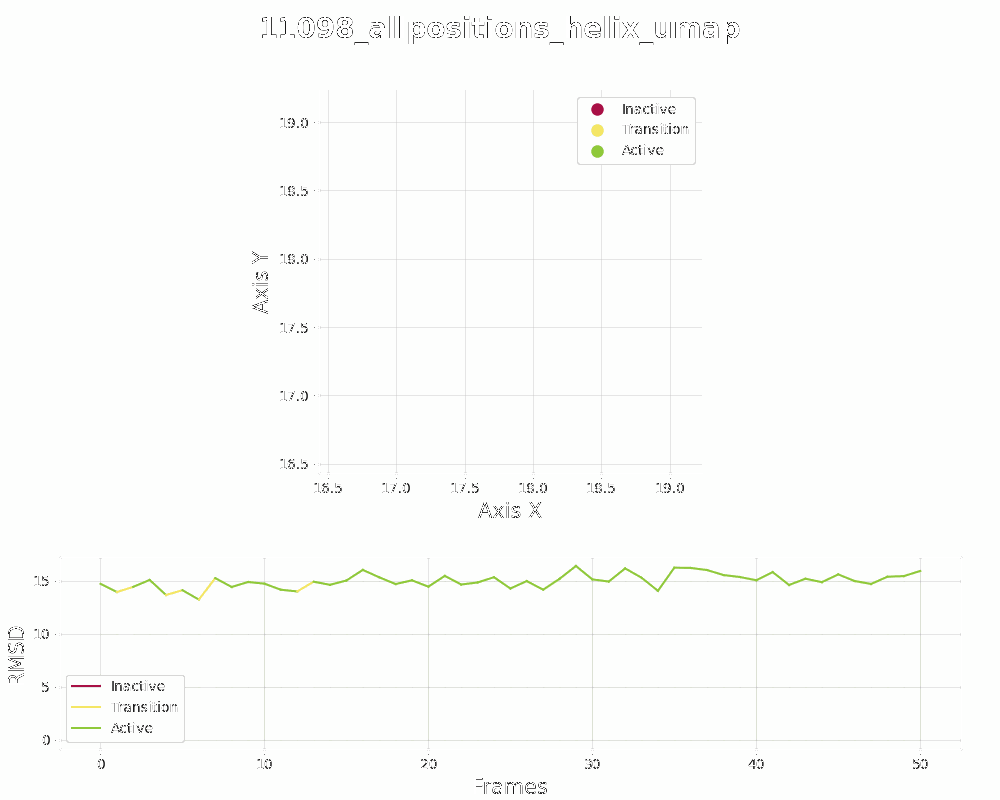 11098_allpositions_helix_umap
Inactive
Transition
Active
19.0
18.5
18.0
17.5
17.0
16.5
Axis Y
16.5 17.0 17.5 18.0 18.5 19.0
Axis X
15
10
5
0
RMSD
Inactive
Transition
Active
0 10 20 30 40 50
Frames